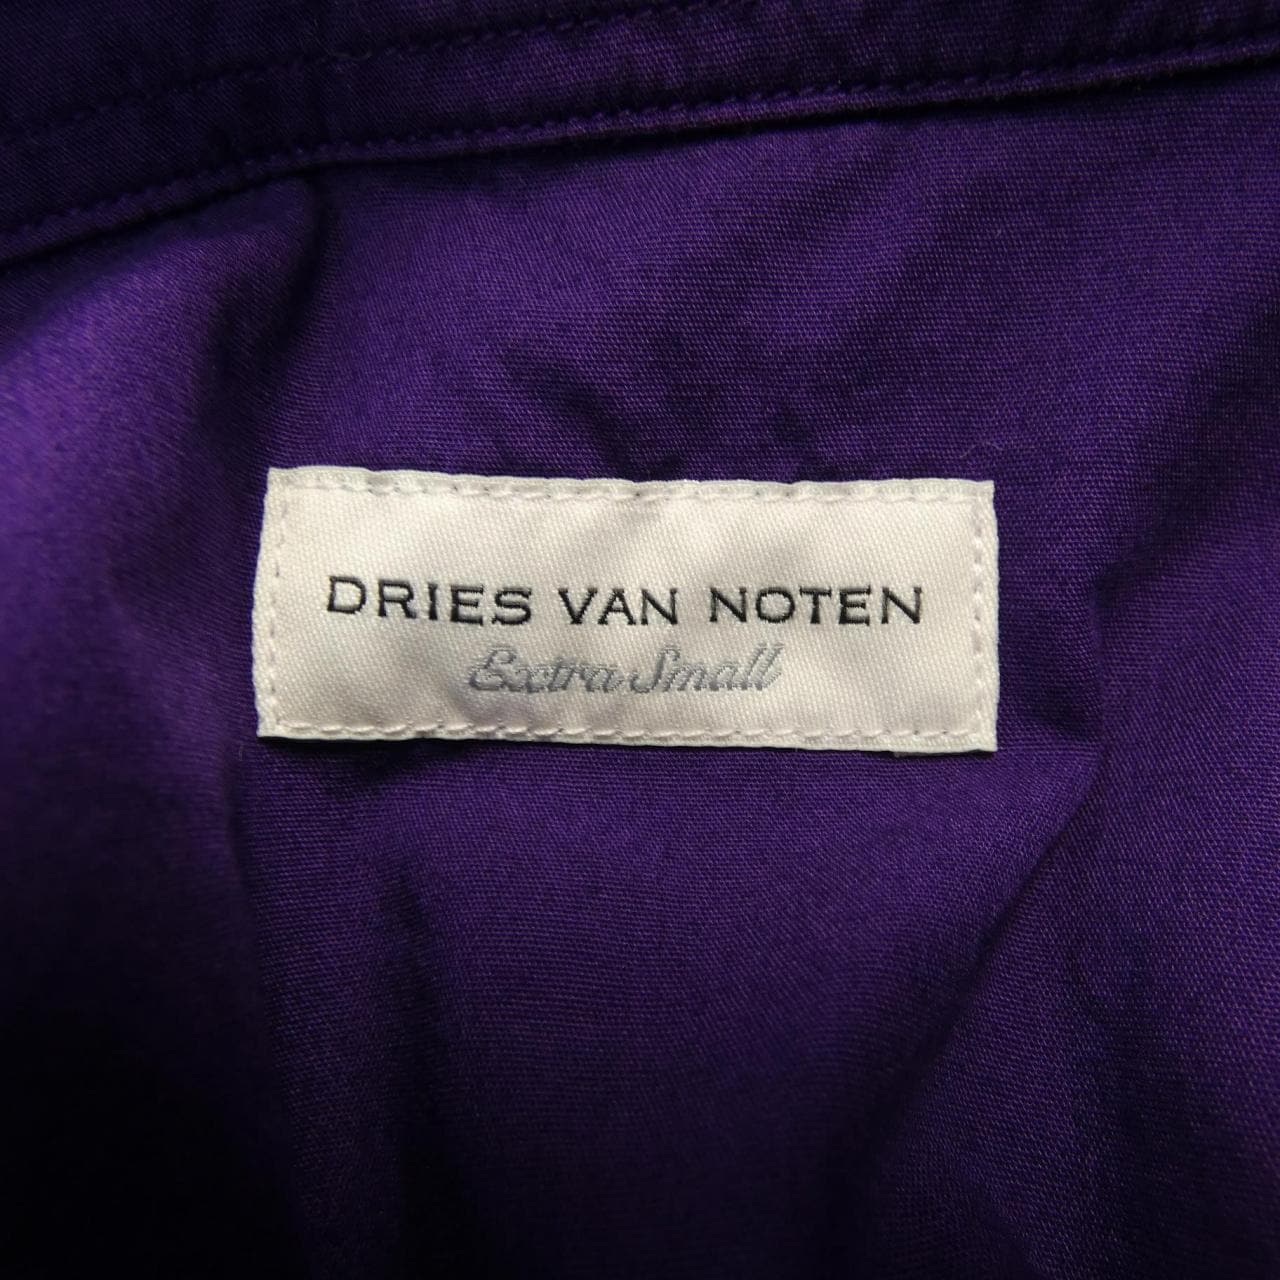 DRIES VAN NOTEN
Extra Small